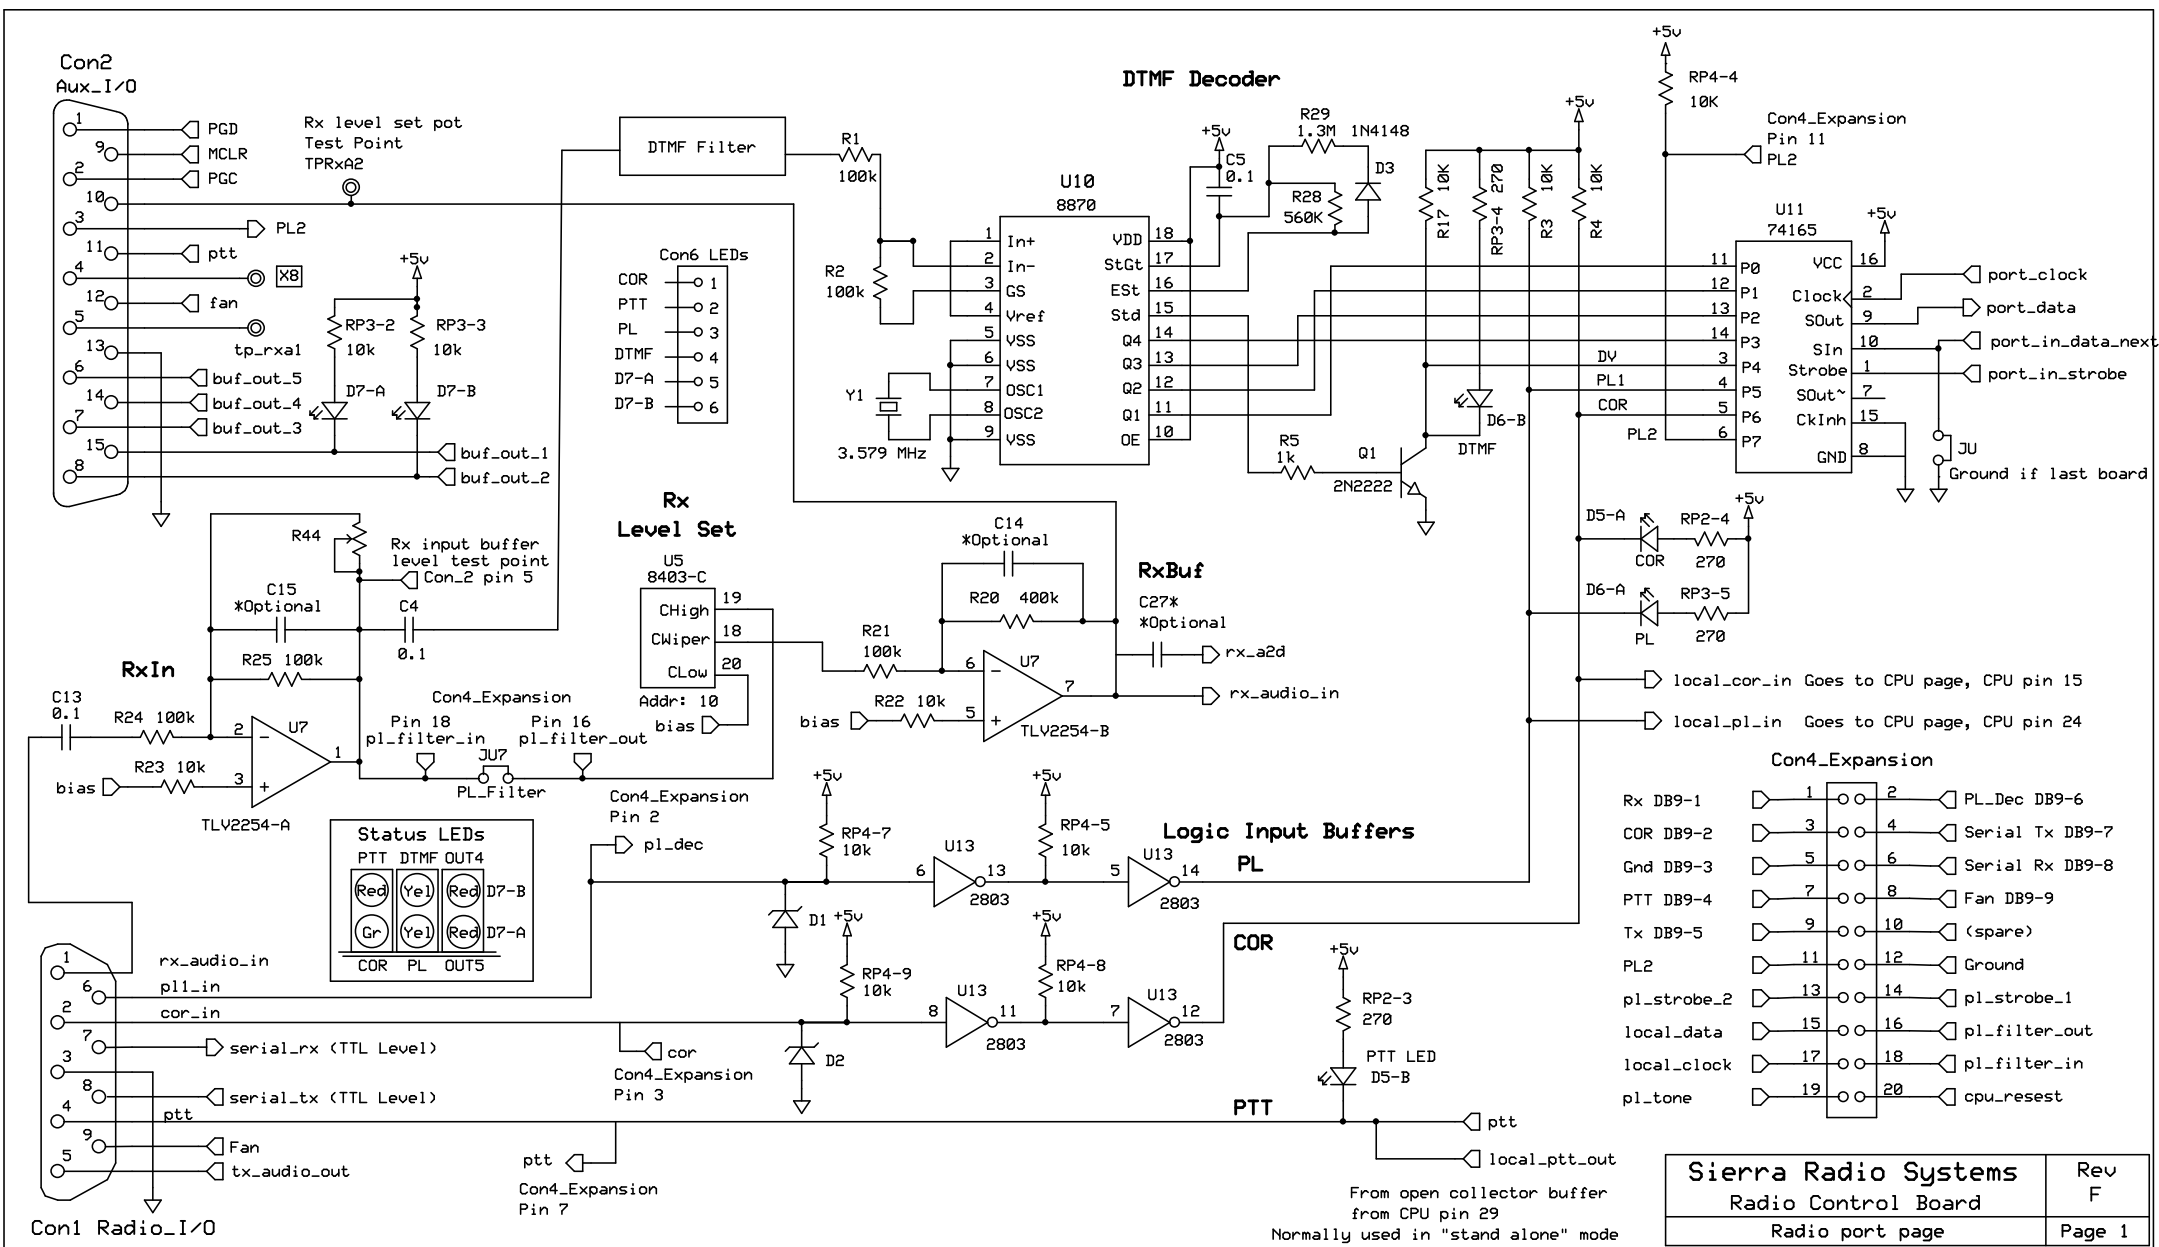 Con2
Aux_I/O
1
PGD
9
MCLR
2
PGC
10
3
PL2
11
ptt
4
X8
12
fan
5
tp_rxa1
13
6
buf_out_5
14
buf_out_4
7
buf_out_3
15
buf_out_1
8
buf_out_2
Rx level set pot
Test Point
TPRxA2
+5v
RP3-2
10k
RP3-3
10k
D7-A
D7-B
DTMF Filter
R1
100k
R2
100k
Con6 LEDs
COR
1
PTT
2
PL
3
DTMF
4
D7-A
5
D7-B
6
Y1
3.579 MHz
DTMF Decoder
U10
8870
1 In+
2 In-
3 GS
4 Vref
5 VSS
6 VSS
7 OSC1
8 OSC2
9 VSS
VDD 18
StGt 17
ESt 16
Std 15
Q4 14
Q3 13
Q2 12
Q1 11
OE 10
+5v
C5
0.1
R29
1.3M
1N4148
D3
R28
560K
R17 10K
RP3-4 270
R3 10K
R4 10K
+5v
D6-B
DTMF
R5
1k
Q1
2N2222
DV
PL1
COR
PL2
+5v
RP4-4
10K
Con4_Expansion
Pin 11
PL2
U11
74165
11 P0
12 P1
13 P2
14 P3
3 P4
4 P5
5 P6
6 P7
VCC 16
+5v
Clock 2
port_clock
SOut 9
port_data
SIn 10
port_in_data_next
Strobe 1
port_in_strobe
SOut~ 7
CkInh 15
GND 8
JU
Ground if last board
D5-A
COR
RP2-4
270
+5v
D6-A
PL
RP3-5
270
local_cor_in Goes to CPU page, CPU pin 15
local_pl_in Goes to CPU page, CPU pin 24
R44
Rx input buffer
level test point
Con_2 pin 5
C15
*Optional
C4
0.1
R25 100k
RxIn
C13
0.1
R24 100k
R23 10k
bias
U7
2
3
1
−
+
TLV2254-A
Con4_Expansion
Pin 18
pl_filter_in
Pin 16
pl_filter_out
JU7
PL_Filter
Rx
Level Set
U5
8403-C
CHigh 19
CWiper 18
CLow 20
Addr: 10
bias
R21
100k
bias
R22 10k
C14
*Optional
R20 400k
U7
6
5
7
−
+
TLV2254-B
RxBuf
C27*
*Optional
rx_a2d
rx_audio_in
Status LEDs
PTT DTMF OUT4
Red Yel Red D7-B
Gr Yel Red D7-A
COR PL OUT5
Con4_Expansion
Pin 2
pl_dec
Logic Input Buffers
PL
+5v
RP4-7
10k
D1
6
U13
13
2803
+5v
RP4-5
10k
5
U13
14
2803
COR
+5v
RP4-9
10k
D2
8
U13
11
2803
+5v
RP4-8
10k
7
U13
12
2803
cor
Con4_Expansion
Pin 3
PTT
+5v
RP2-3
270
PTT LED
D5-B
ptt
local_ptt_out
From open collector buffer
from CPU pin 29
Normally used in "stand alone" mode
ptt
Con4_Expansion
Pin 7
1
rx_audio_in
6
pl1_in
2
cor_in
7
serial_rx (TTL Level)
3
8
serial_tx (TTL Level)
4
ptt
9
Fan
5
tx_audio_out
Con1 Radio_I/O
Con4_Expansion
Rx DB9-1 1 2 PL_Dec DB9-6
COR DB9-2 3 4 Serial Tx DB9-7
Gnd DB9-3 5 6 Serial Rx DB9-8
PTT DB9-4 7 8 Fan DB9-9
Tx DB9-5 9 10 (spare)
PL2 11 12 Ground
pl_strobe_2 13 14 pl_strobe_1
local_data 15 16 pl_filter_out
local_clock 17 18 pl_filter_in
pl_tone 19 20 cpu_resest
Sierra Radio Systems
Radio Control Board
Radio port page
Rev
F
Page 1